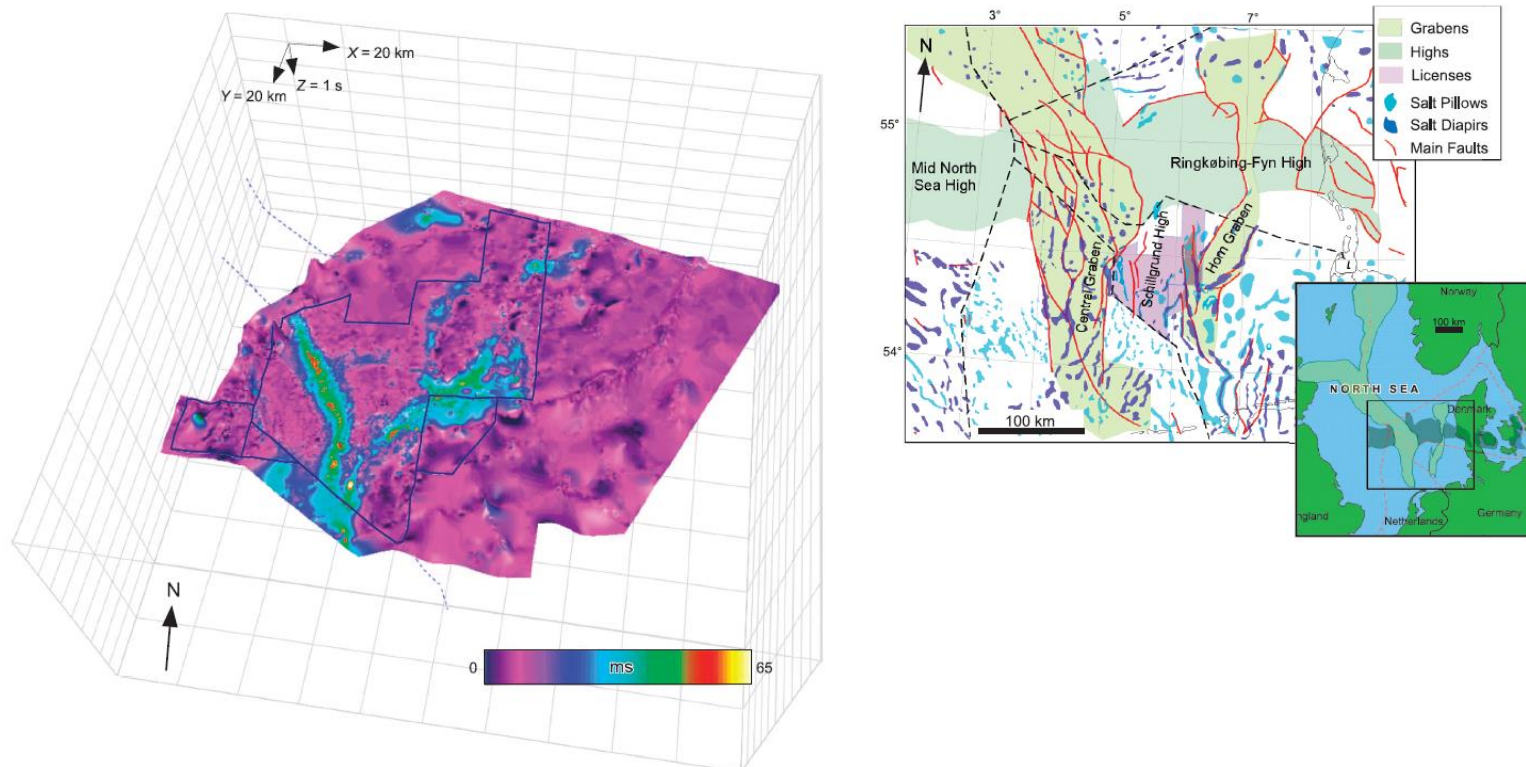 X = 20 km
Z = 1 s
Y = 20 km
N
0
ms
65
3°
5°
7°
N
55°
54°
Mid North
Sea High
Ringkøbing-Fyn High
Central Graben
Schillgrund High
Horn Graben
L
100 km
Grabens
Highs
Licenses
Salt Pillows
Salt Diapirs
Main Faults
Norway
100 km
NORTH SEA
Denmark
ngland
Netherlands
Germany